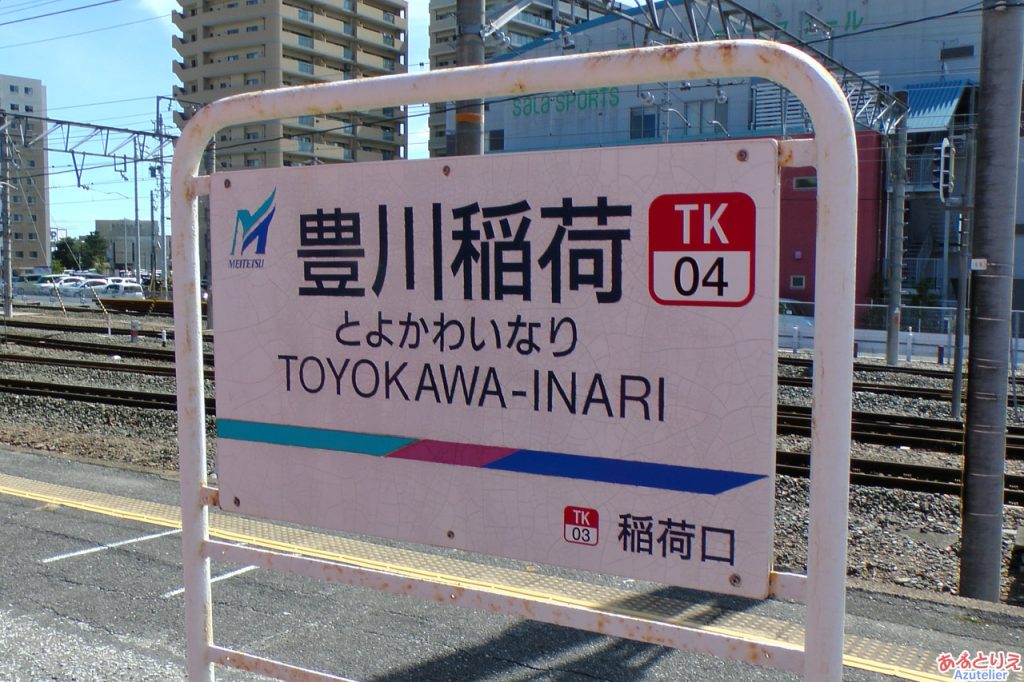 sala SPORTS
MEITETSU
豊川稲荷
TK
04
とよかわいなり
TOYOKAWA-INARI
TK
03
稲荷口
あるとりえ
Azutelier